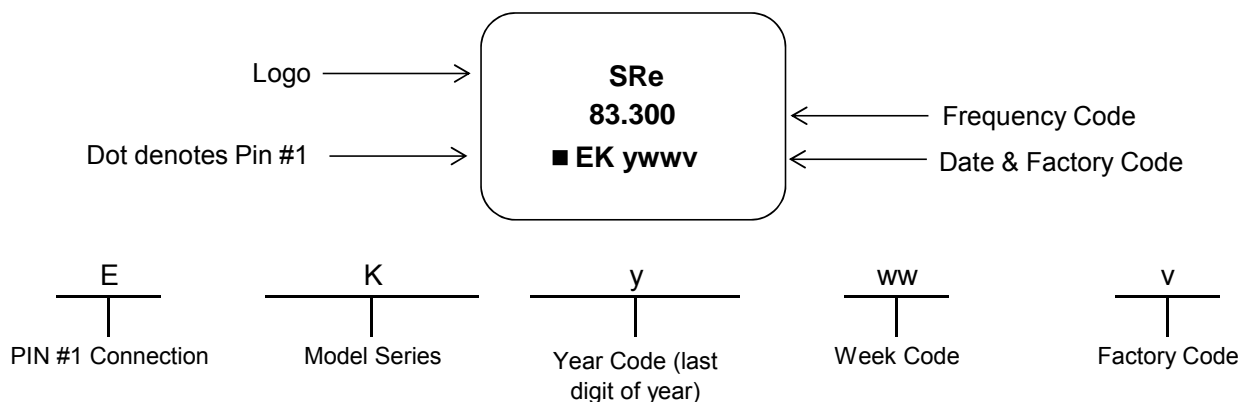 Logo
SRe
83.300
Frequency Code
Dot denotes Pin #1
■ EK ywwv
Date & Factory Code
E
K
y
ww
v
PIN #1 Connection
Model Series
Year Code (last
digit of year)
Week Code
Factory Code